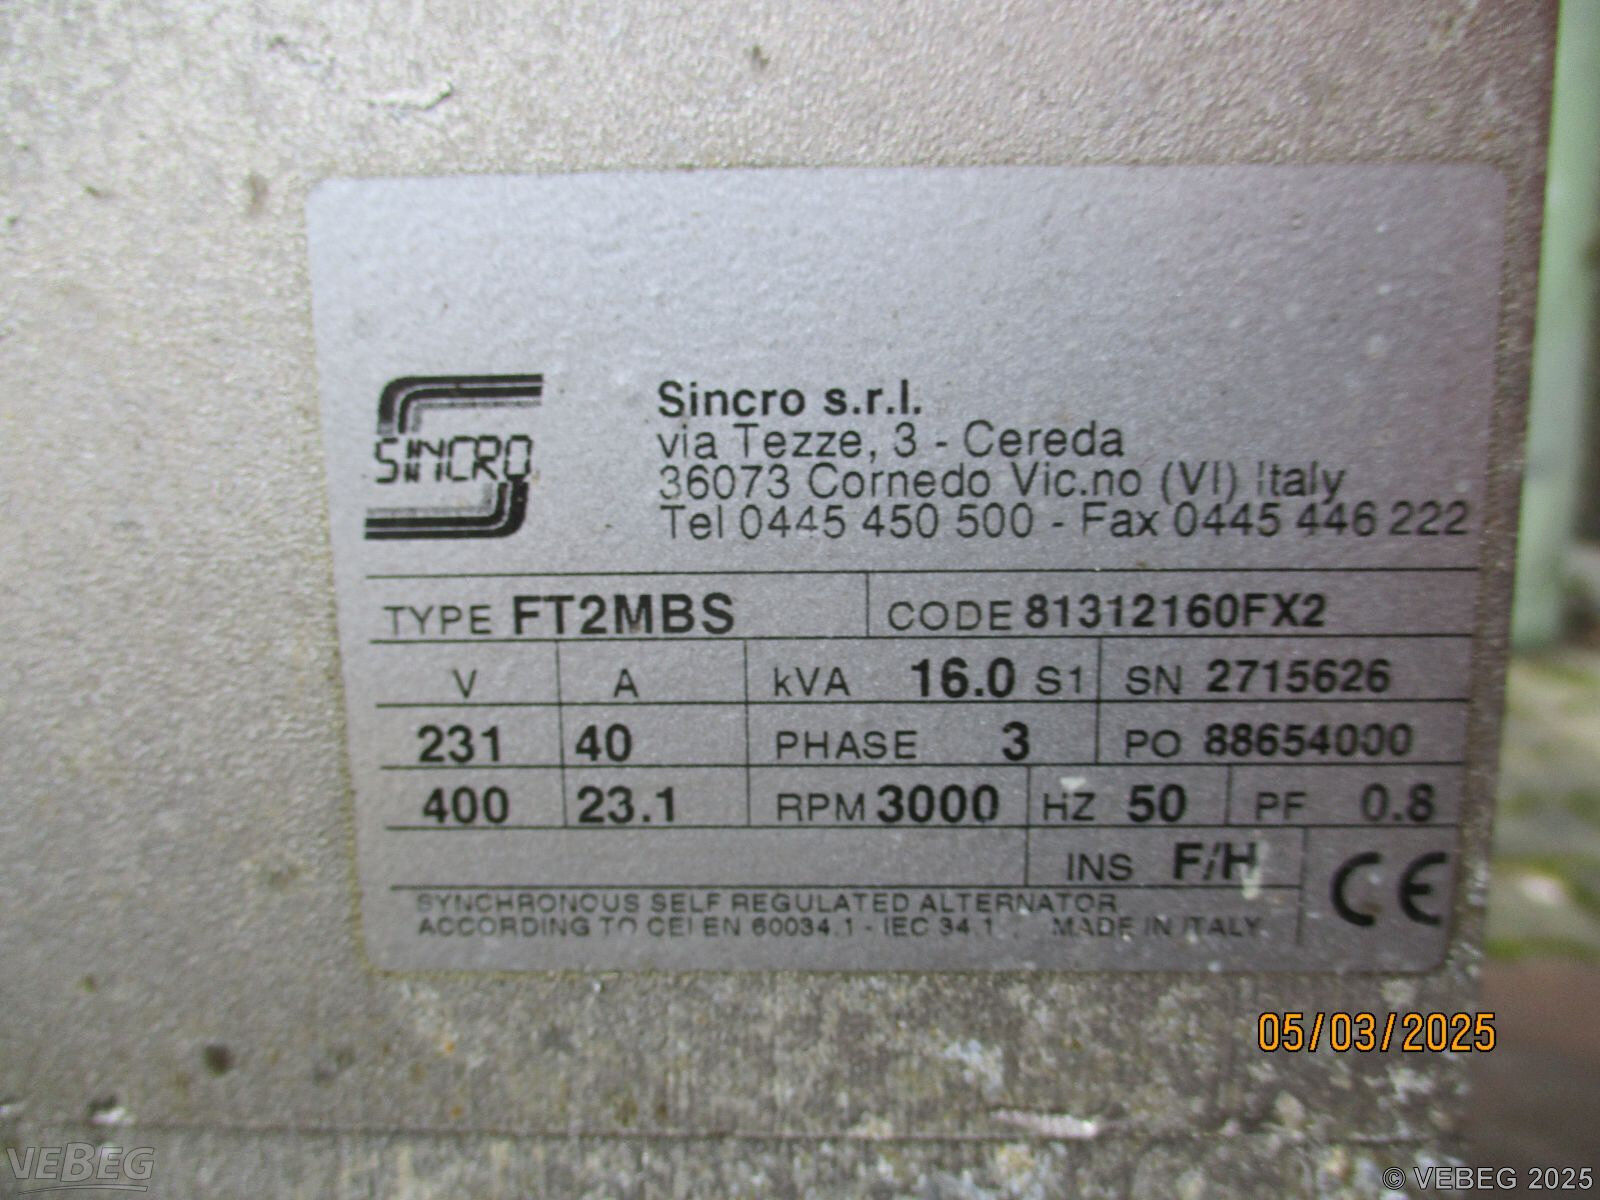 SINCRO
Sincro s.r.l.
via Tezze, 3 - Cereda
36073 Cornedo Vic.no (VI) Italy
Tel 0445 450 500 - Fax 0445 446 222
TYPE FT2MBS CODE 81312160FX2
V A kVA 16.0 S1 SN 2715626
231 40 PHASE 3 PO 88654000
400 23.1 RPM 3000 HZ 50 PF 0.8
INS F/H CE
SYNCHRONOUS SELF REGULATED ALTERNATOR
ACCORDING TO CEI EN 60034.1 - IEC 34.1 MADE IN ITALY
05/03/2025
VEBEG
© VEBEG 2025